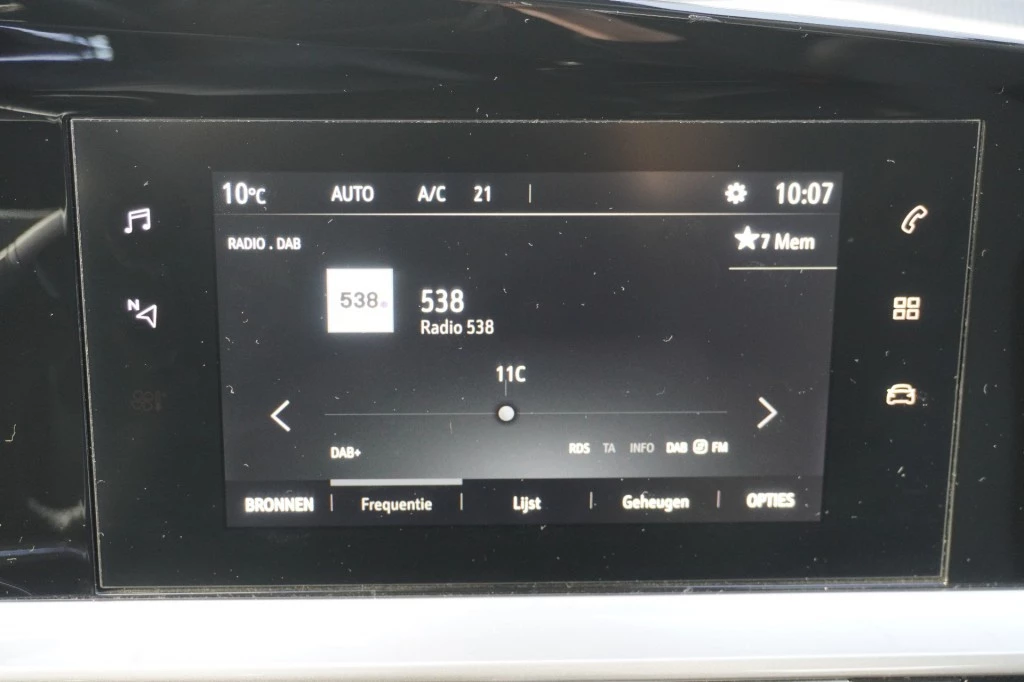 10°C AUTO A/C 21 10:07
RADIO . DAB
7 Mem
538
538
Radio 538
N
11C
DAB+
RDS TA INFO DAB FM
BRONNEN | Frequentie | Lijst | Geheugen | OPTIES